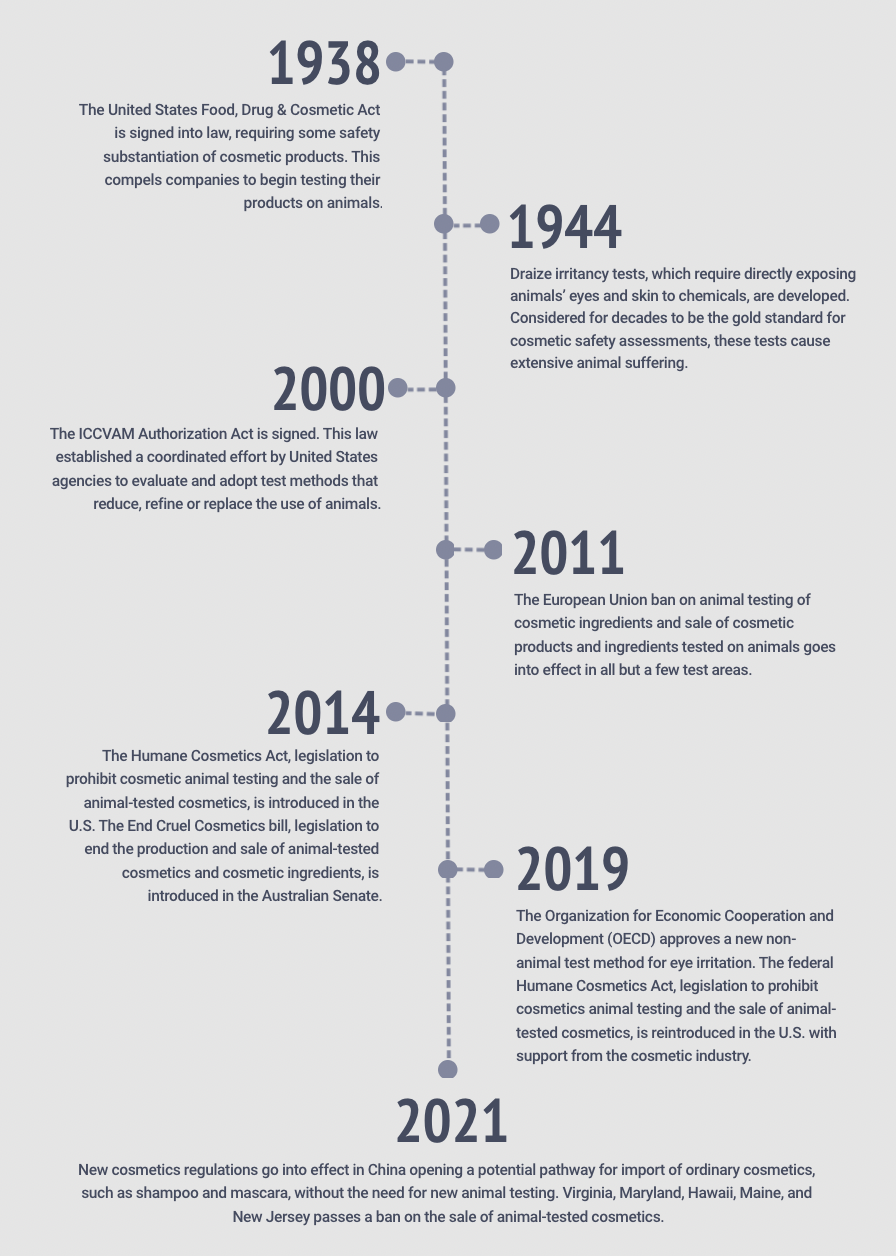 1938
The United States Food, Drug & Cosmetic Act
is signed into law, requiring some safety
substantiation of cosmetic products. This
compels companies to begin testing their
products on animals.
1944
Draize irritancy tests, which require directly exposing
animals’ eyes and skin to chemicals, are developed.
Considered for decades to be the gold standard for
cosmetic safety assessments, these tests cause
extensive animal suffering.
2000
The ICCVAM Authorization Act is signed. This law
established a coordinated effort by United States
agencies to evaluate and adopt test methods that
reduce, refine or replace the use of animals.
2011
The European Union ban on animal testing of
cosmetic ingredients and sale of cosmetic
products and ingredients tested on animals goes
into effect in all but a few test areas.
2014
The Humane Cosmetics Act, legislation to
prohibit cosmetic animal testing and the sale of
animal-tested cosmetics, is introduced in the
U.S. The End Cruel Cosmetics bill, legislation to
end the production and sale of animal-tested
cosmetics and cosmetic ingredients, is
introduced in the Australian Senate.
2019
The Organization for Economic Cooperation and
Development (OECD) approves a new non-
animal test method for eye irritation. The federal
Humane Cosmetics Act, legislation to prohibit
cosmetics animal testing and the sale of animal-
tested cosmetics, is reintroduced in the U.S. with
support from the cosmetic industry.
2021
New cosmetics regulations go into effect in China opening a potential pathway for import of ordinary cosmetics,
such as shampoo and mascara, without the need for new animal testing. Virginia, Maryland, Hawaii, Maine, and
New Jersey passes a ban on the sale of animal-tested cosmetics.